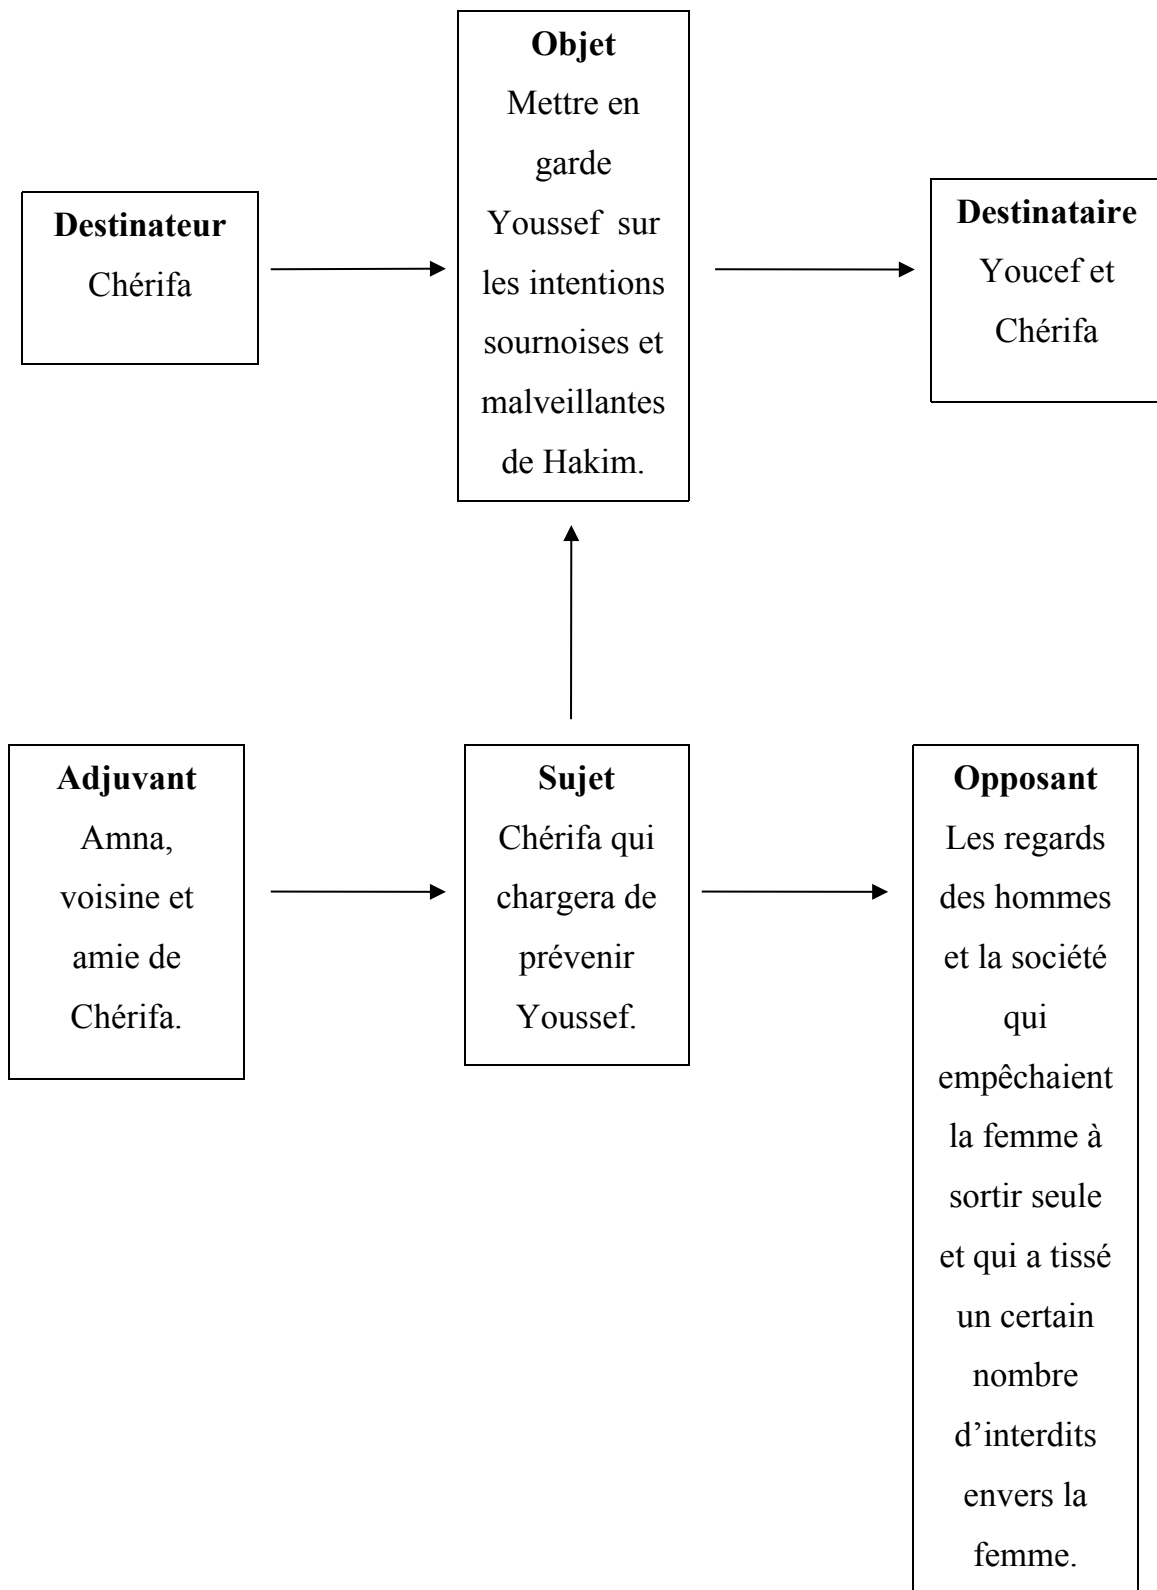 Objet
Mettre en
garde
Youssef sur
les intentions
sournoises et
malveillantes
de Hakim.
Destinateur
Chérifa
Destinataire
Youcef et
Chérifa
Adjuvant
Amna,
voisine et
amie de
Chérifa.
Sujet
Chérifa qui
chargera de
prévenir
Youssef.
Opposant
Les regards
des hommes
et la société
qui
empêchaient
la femme à
sortir seule
et qui a tissé
un certain
nombre
d’interdits
envers la
femme.